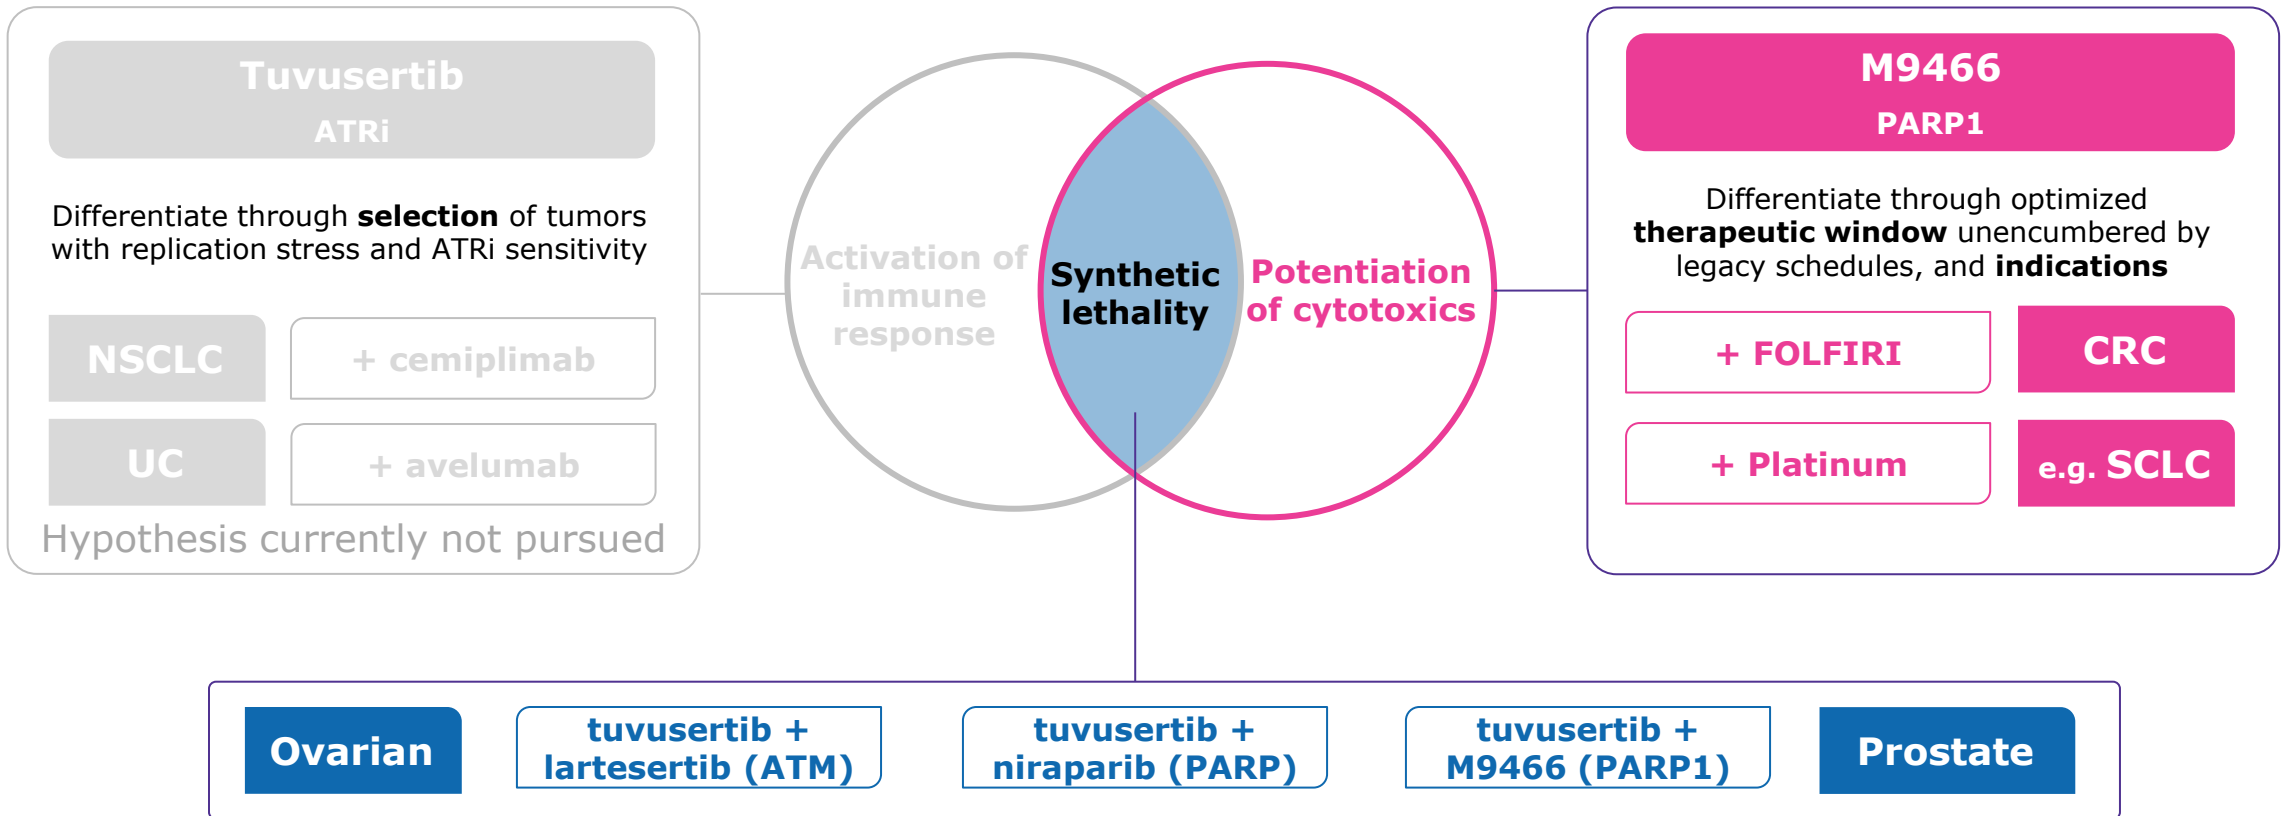 Tuvusertib
ATRi
Differentiate through selection of tumors
with replication stress and ATRi sensitivity
NSCLC
+ cemiplimab
UC
+ avelumab
Hypothesis currently not pursued
Activation of
immune
response
Synthetic
lethality
Potentiation
of cytotoxics
M9466
PARP1
Differentiate through optimized
therapeutic window unencumbered by
legacy schedules, and indications
+ FOLFIRI
CRC
+ Platinum
e.g. SCLC
Ovarian
tuvusertib +
lartesertib (ATM)
tuvusertib +
niraparib (PARP)
tuvusertib +
M9466 (PARP1)
Prostate